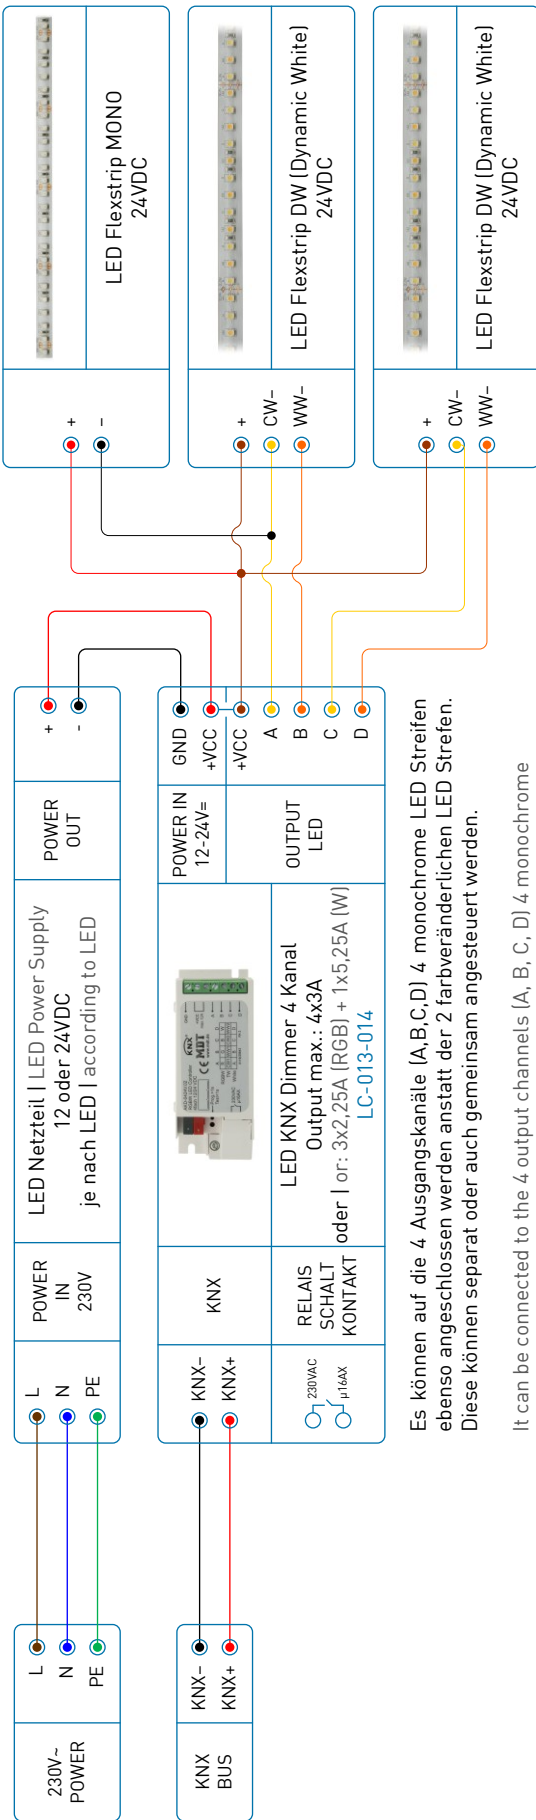 230V~
POWER
L
N
PE
L
N
PE
POWER
IN
230V
LED Netzteil | LED Power Supply
12 oder 24VDC
je nach LED | according to LED
POWER
OUT
+
-
KNX
BUS
KNX–
KNX+
KNX–
KNX+
KNX
230VAC
µ16AX
RELAIS
SCHALT
KONTAKT
KNX
CE MDT
LED KNX Dimmer 4 Kanal
Output max.: 4x3A
oder | or: 3x2,25A (RGB) + 1x5,25A (W)
LC-013-014
POWER IN
12-24V=
OUTPUT
LED
GND
+VCC
+VCC
A
B
C
D
+
–
LED Flexstrip MONO
24VDC
+
CW–
WW–
LED Flexstrip DW (Dynamic White)
24VDC
+
CW–
WW–
LED Flexstrip DW (Dynamic White)
24VDC
Es können auf die 4 Ausgangskanäle (A,B,C,D) 4 monochrome LED Streifen
ebenso angeschlossen werden anstatt der 2 farbveränderlichen LED Strefen.
Diese können separat oder auch gemeinsam angesteuert werden.
It can be connected to the 4 output channels (A, B, C, D) 4 monochrome